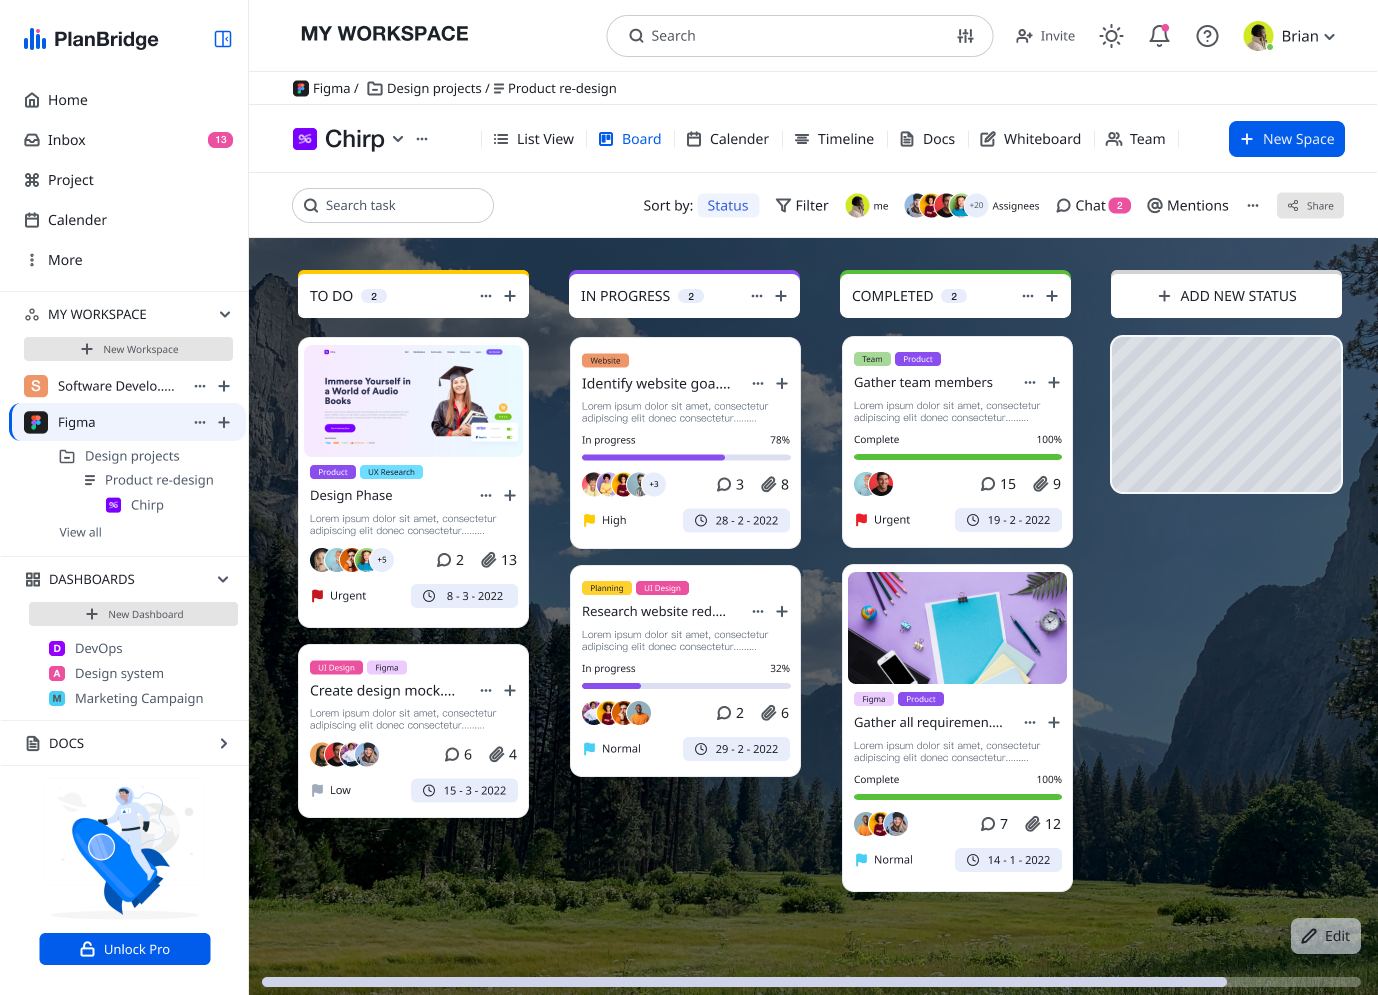 PlanBridge
MY WORKSPACE
Search
Invite
Brian
Home
Inbox
13
Project
Calender
More
Figma / Design projects / Product re-design
Chirp
List View
Board
Calender
Timeline
Docs
Whiteboard
Team
New Space
Search task
Sort by: Status
Filter
me
+20
Assignees
Chat 2
Mentions
Share
MY WORKSPACE
New Workspace
S Software Develo.....
Figma
Design projects
Product re-design
Chirp
View all
DASHBOARDS
New Dashboard
D DevOps
A Design system
M Marketing Campaign
DOCS
Unlock Pro
TO DO 2
Immerse Yourself in
a World of Audio
Books
Product UX Research
Design Phase
Lorem ipsum dolor sit amet, consectetur
adipiscing elit donec consectetur.........
+5
2 13
Urgent 8 - 3 - 2022
UI Design Figma
Create design mock....
Lorem ipsum dolor sit amet, consectetur
adipiscing elit donec consectetur.........
6 4
Low 15 - 3 - 2022
IN PROGRESS 2
Website
Identify website goa....
Lorem ipsum dolor sit amet, consectetur
adipiscing elit donec consectetur.........
In progress 78%
+3
3 8
High 28 - 2 - 2022
Planning UI Design
Research website red....
Lorem ipsum dolor sit amet, consectetur
adipiscing elit donec consectetur.........
In progress 32%
2 6
Normal 29 - 2 - 2022
COMPLETED 2
Team Product
Gather team members
Lorem ipsum dolor sit amet, consectetur
adipiscing elit donec consectetur.........
Complete 100%
15 9
Urgent 19 - 2 - 2022
Figma Product
Gather all requiremen....
Lorem ipsum dolor sit amet, consectetur
adipiscing elit donec consectetur.........
Complete 100%
7 12
Normal 14 - 1 - 2022
ADD NEW STATUS
Edit